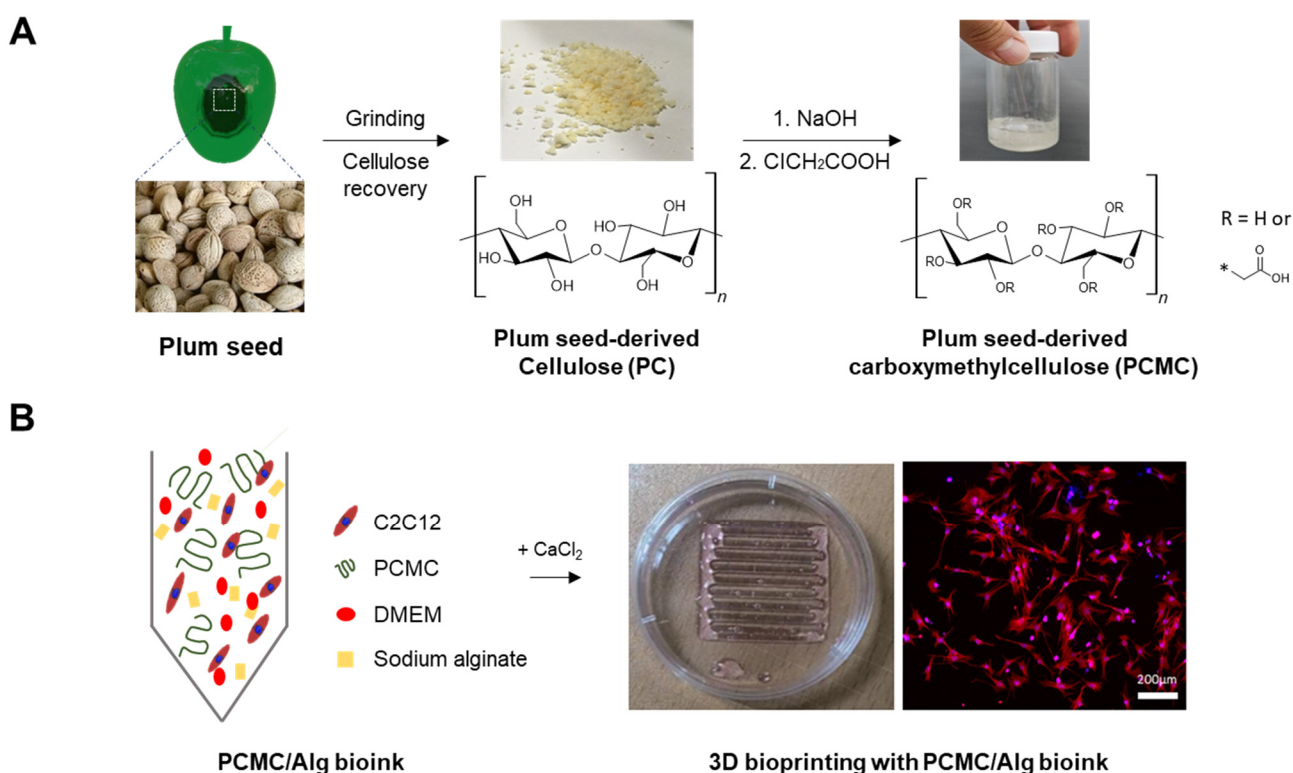 A
Grinding
Cellulose
recovery
1. NaOH
2. ClCH₂COOH
OH
O
HO
OH
HO
OH
O
O
OH
OH
n
OR
O
RO
OR
RO
OR
O
O
OR
OR
n
R = H or
*
O
OH
Plum seed
Plum seed-derived
Cellulose (PC)
Plum seed-derived
carboxymethylcellulose (PCMC)
B
C2C12
PCMC
DMEM
Sodium alginate
+ CaCl₂
200μm
PCMC/Alg bioink
3D bioprinting with PCMC/Alg bioink